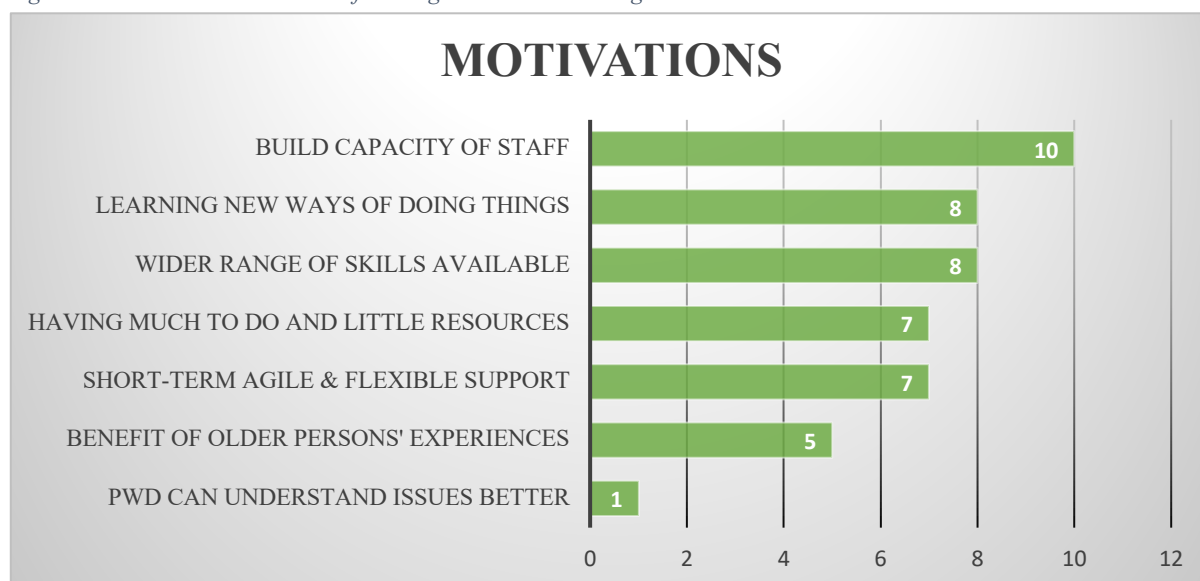 MOTIVATIONS
BUILD CAPACITY OF STAFF 10
LEARNING NEW WAYS OF DOING THINGS 8
WIDER RANGE OF SKILLS AVAILABLE 8
HAVING MUCH TO DO AND LITTLE RESOURCES 7
SHORT-TERM AGILE & FLEXIBLE SUPPORT 7
BENEFIT OF OLDER PERSONS' EXPERIENCES 5
PWD CAN UNDERSTAND ISSUES BETTER 1
0 2 4 6 8 10 12